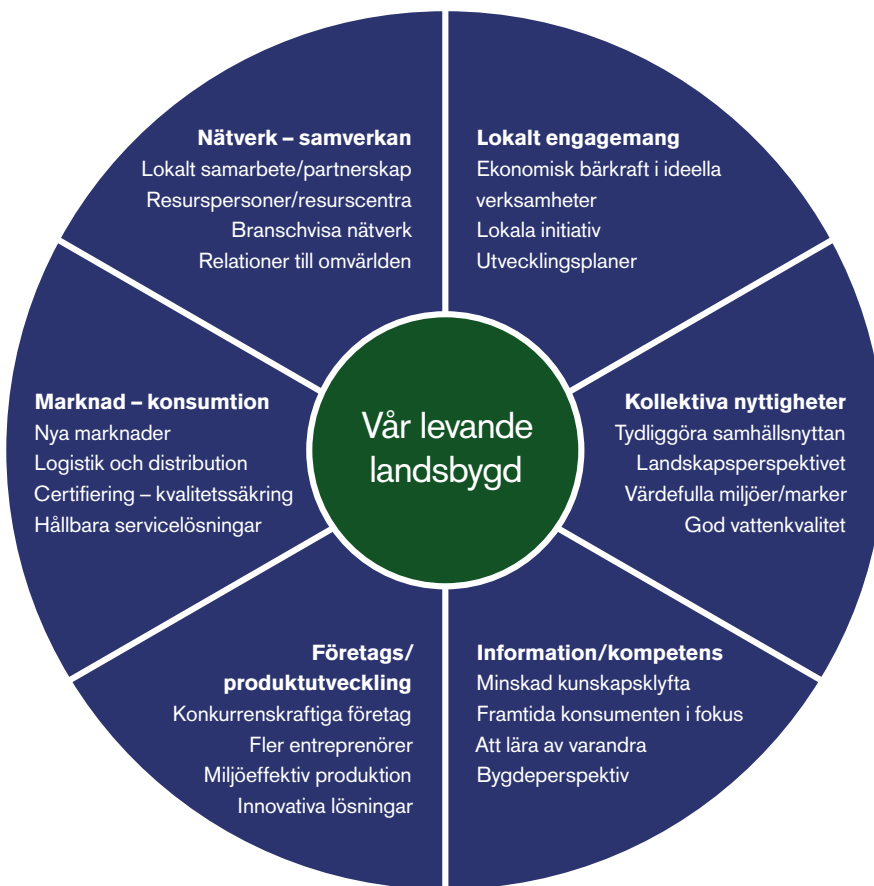 Nätverk – samverkan
Lokalt samarbete/partnerskap
Resurspersoner/resurscentra
Branschvisa nätverk
Relationer till omvärlden
Lokalt engagemang
Ekonomisk bärkraft i ideella
verksamheter
Lokala initiativ
Utvecklingsplaner
Marknad – konsumtion
Nya marknader
Logistik och distribution
Certifiering – kvalitetssäkring
Hållbara servicelösningar
Vår levande
landsbygd
Kollektiva nyttigheter
Tydliggöra samhällsnyttan
Landskapsperspektivet
Värdefulla miljöer/marker
God vattenkvalitet
Företags/
produktutveckling
Konkurrenskraftiga företag
Fler entreprenörer
Miljöeffektiv produktion
Innovativa lösningar
Information/kompetens
Minskad kunskapsklyfta
Framtida konsumenten i fokus
Att lära av varandra
Bygdeperspektiv